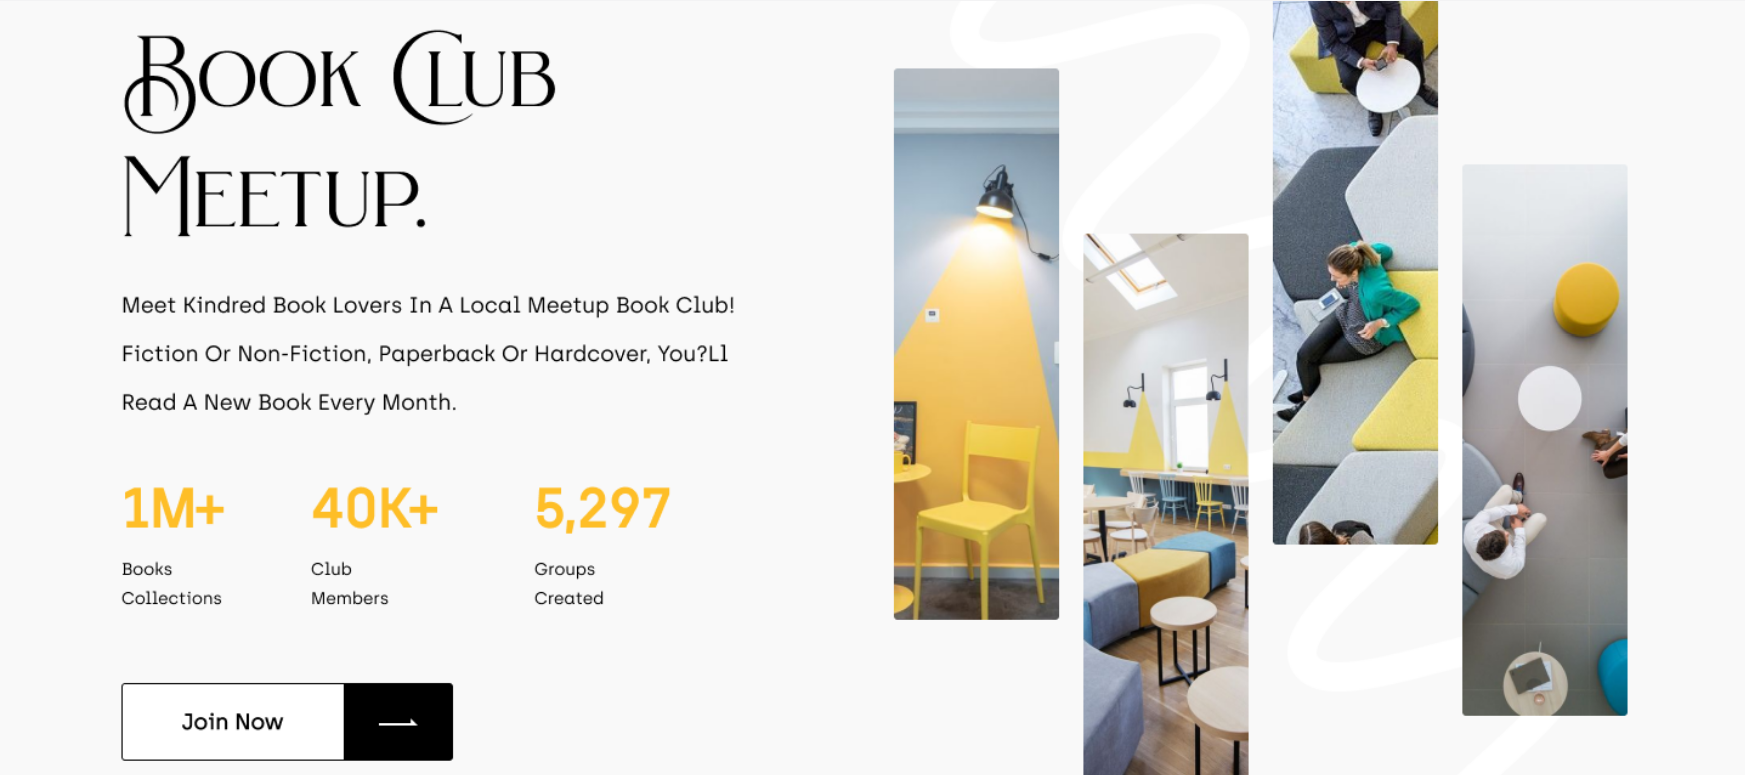 Book Club
Meetup.
Meet Kindred Book Lovers In A Local Meetup Book Club!
Fiction Or Non-Fiction, Paperback Or Hardcover, You?Ll
Read A New Book Every Month.
1M+
40K+
5,297
Books
Collections
Club
Members
Groups
Created
Join Now